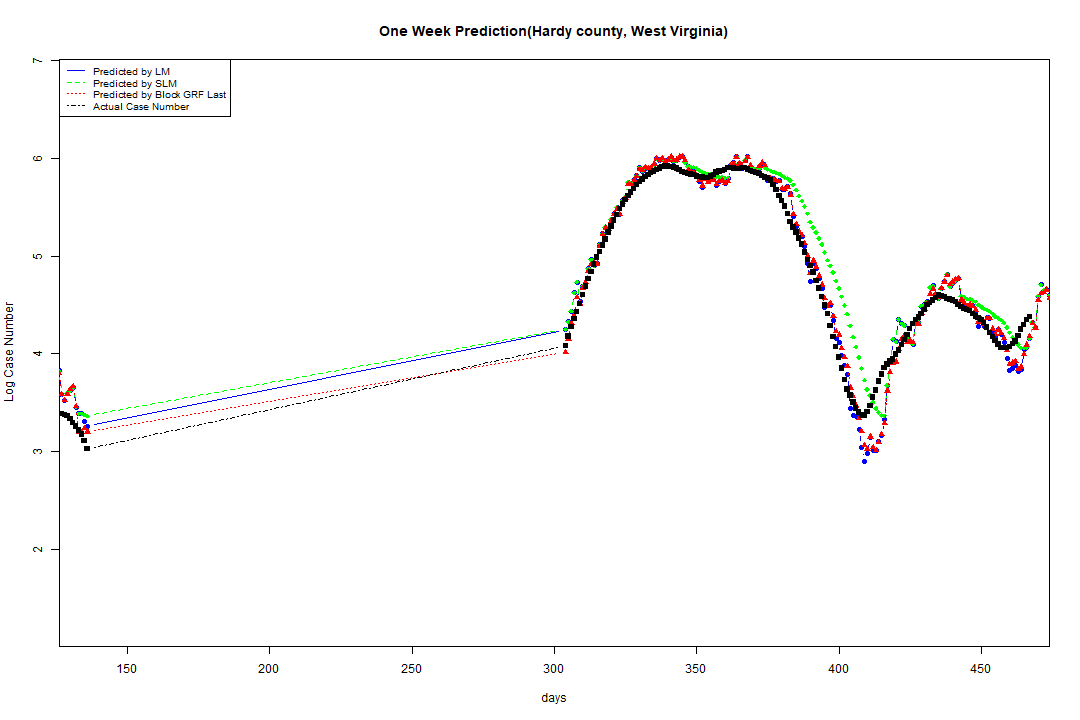 One Week Prediction(Hardy county, West Virginia)
Predicted by LM
Predicted by SLM
Predicted by Block GRF Last
Actual Case Number
7
6
5
4
3
2
Log Case Number
150
200
250
300
350
400
450
days